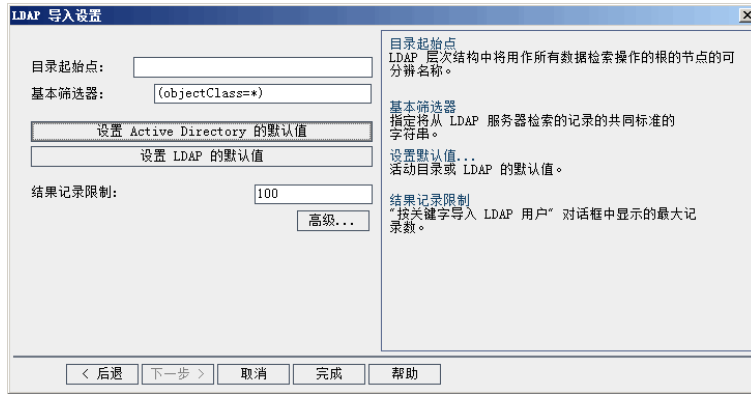 LDAP 导入设置
目录起始点:
基本筛选器:
(objectClass=*)
设置 Active Directory 的默认值
设置 LDAP 的默认值
结果记录限制:
100
高级...
目录起始点
LDAP 层次结构中将用作所有数据检索操作的根的节点的可
分辨名称。
基本筛选器
指定将从 LDAP 服务器检索的记录的共同标准的
字符串。
设置默认值...
活动目录或 LDAP 的默认值。
结果记录限制
"按关键字导入 LDAP 用户" 对话框中显示的最大记
录数。
< 后退
下一步 >
取消
完成
帮助